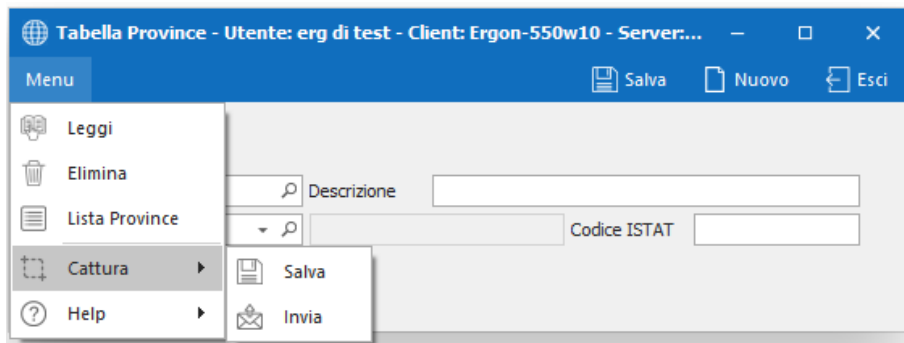 Tabella Province - Utente: erg di test - Client: Ergon-550w10 - Server:...
Menu Salva Nuovo Esci
Leggi
Elimina
Descrizione
Lista Province
Codice ISTAT
Cattura
Salva
Help
Invia